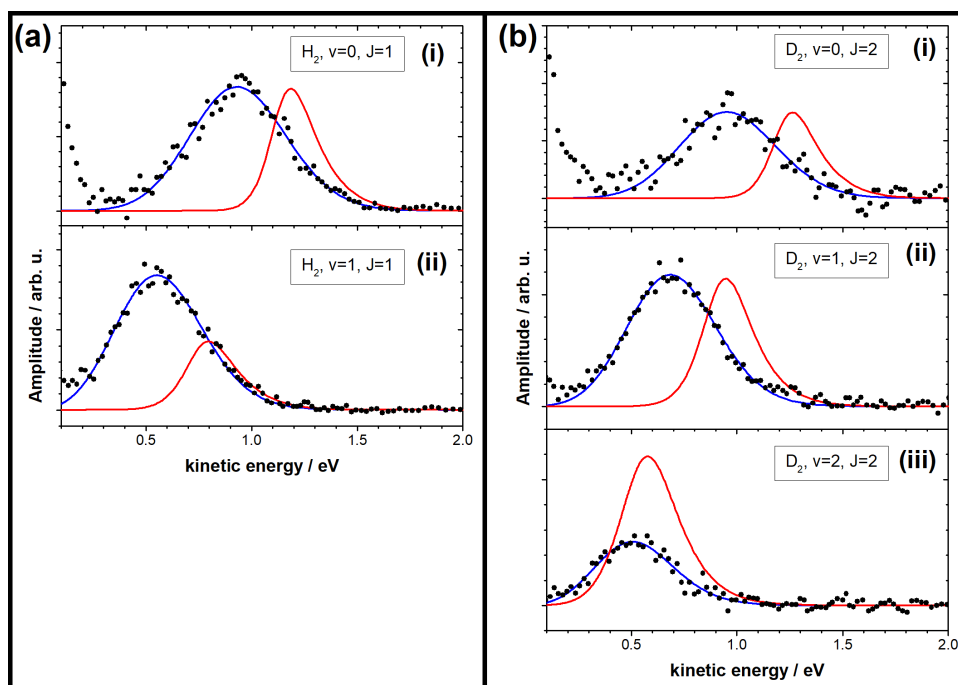 (a)
H2, v=0, J=1
(i)
H2, v=1, J=1
(ii)
Amplitude / arb. u.
0.5
1.0
1.5
2.0
kinetic energy / eV
(b)
D2, v=0, J=2
(i)
D2, v=1, J=2
(ii)
D2, v=2, J=2
(iii)
Amplitude / arb. u.
0.5
1.0
1.5
2.0
kinetic energy / eV